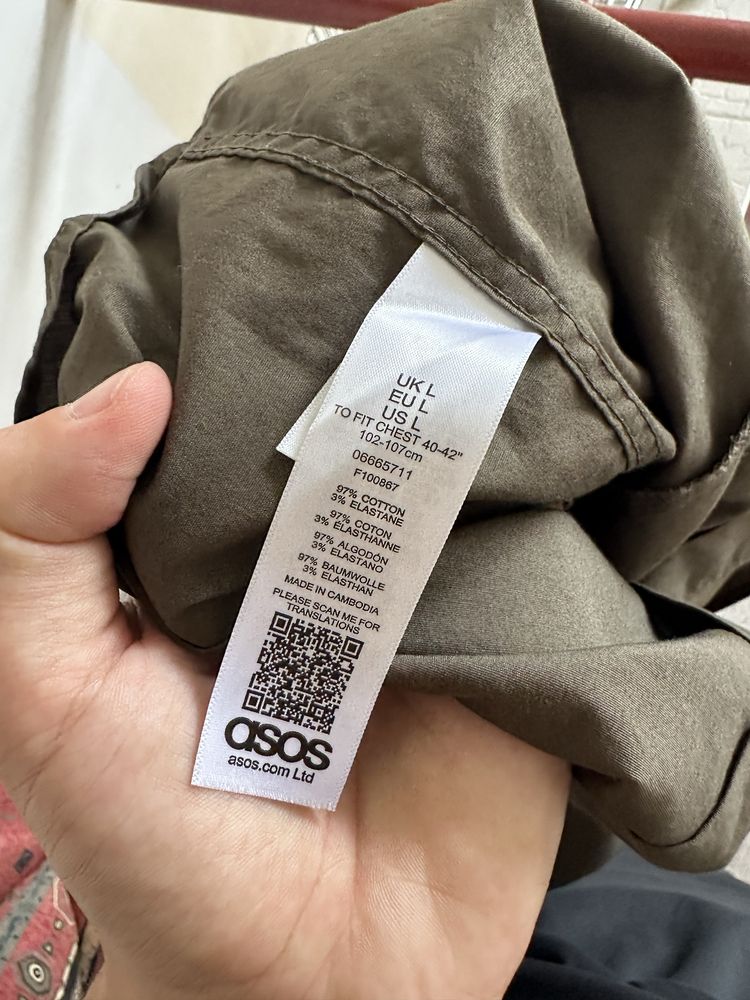 UK L
EU L
US L
TO FIT CHEST 40-42"
102-107cm
06665711
F100867
97% COTTON
3% ELASTANE
97% COTON
3% ÉLASTHANNE
97% ALGODÓN
3% ELASTANO
97% BAUMWOLLE
3% ELASTHAN
MADE IN CAMBODIA
PLEASE SCAN ME FOR
TRANSLATIONS
asos
asos.com Ltd